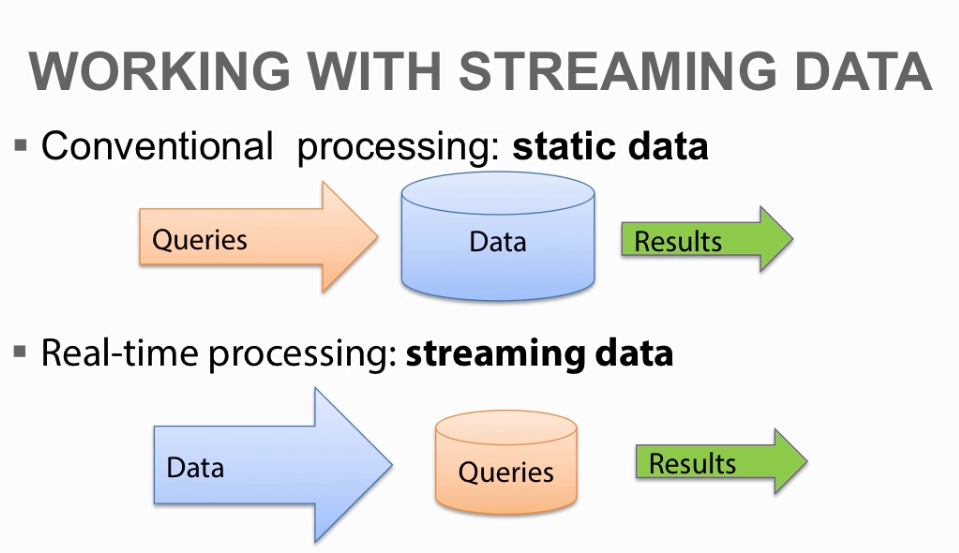 WORKING WITH STREAMING DATA
▪ Conventional processing: static data
Queries
Data
Results
▪ Real-time processing: streaming data
Data
Queries
Results